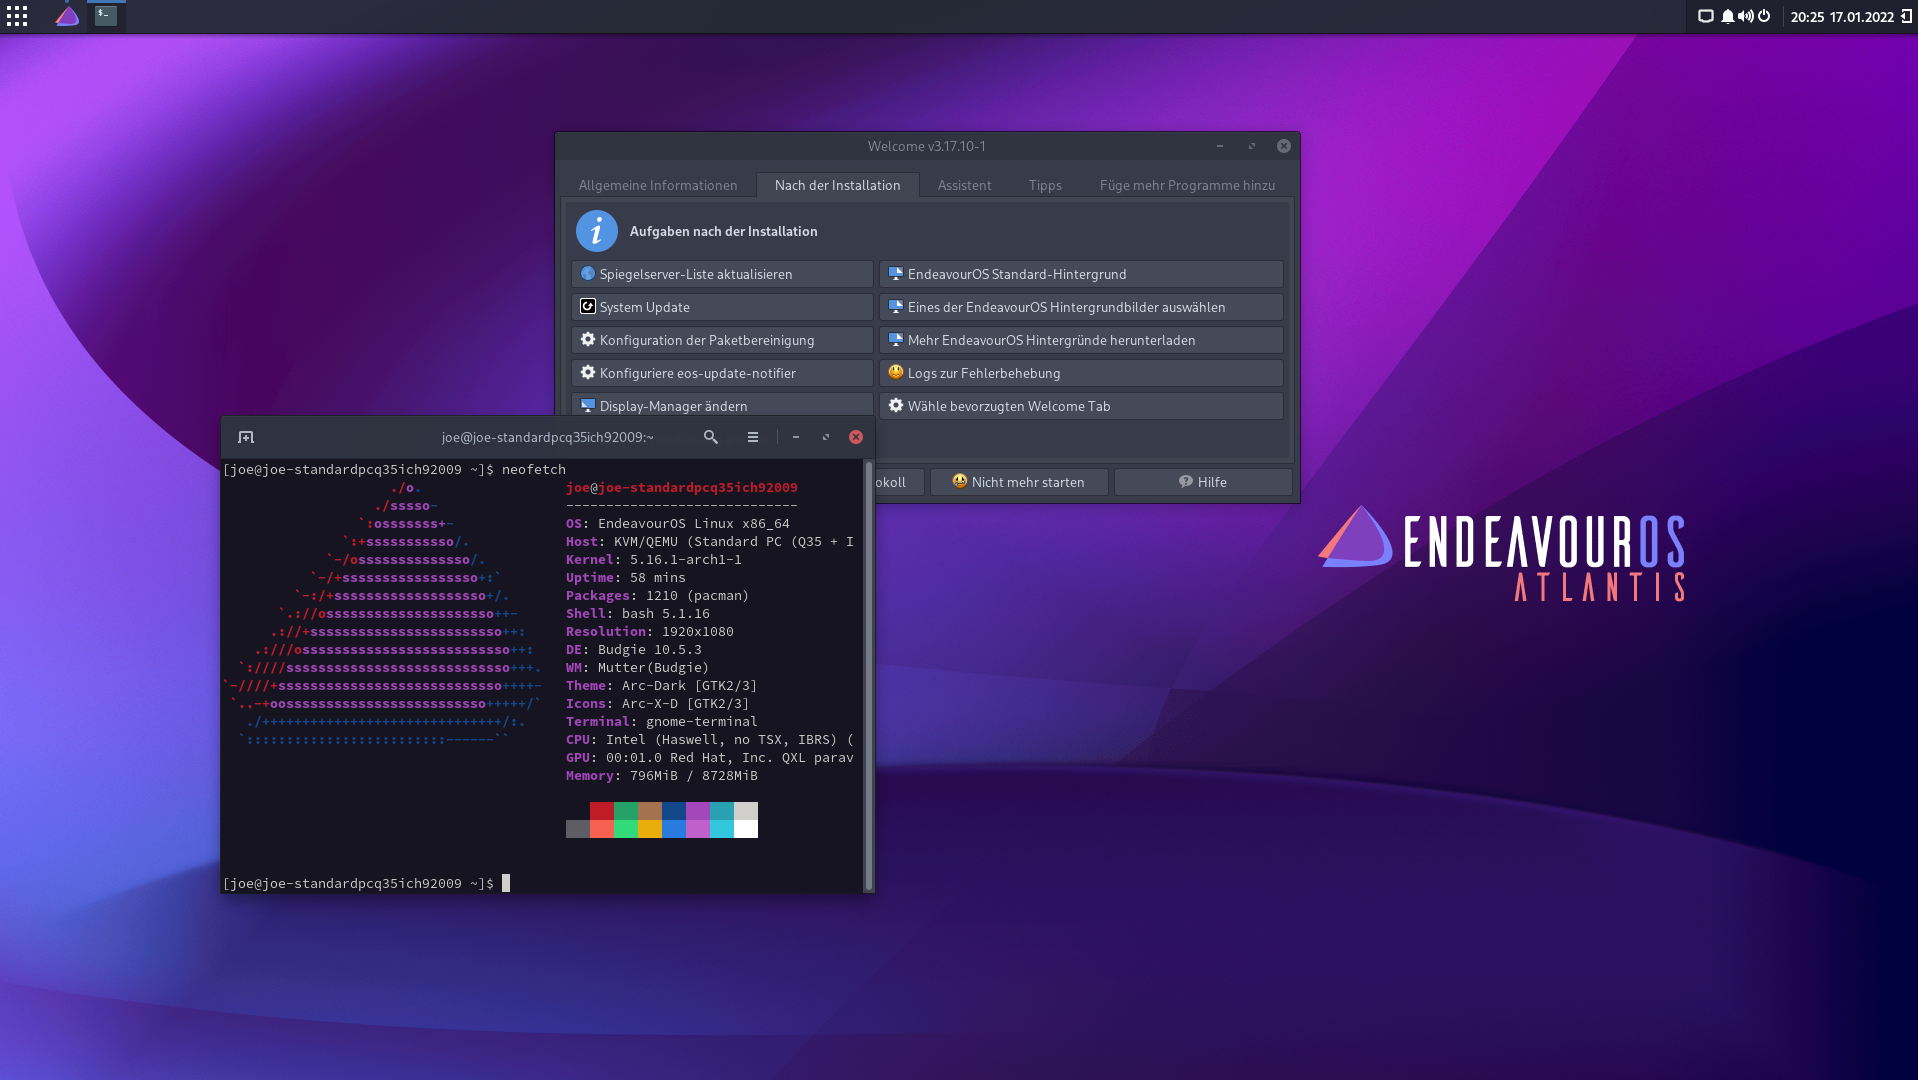 20:25 17.01.2022
Welcome v3.17.10-1
Allgemeine Informationen
Nach der Installation
Assistent
Tipps
Füge mehr Programme hinzu
Aufgaben nach der Installation
Spiegelserver-Liste aktualisieren
EndeavourOS Standard-Hintergrund
System Update
Eines der EndeavourOS Hintergrundbilder auswählen
Konfiguration der Paketbereinigung
Mehr EndeavourOS Hintergründe herunterladen
Konfiguriere eos-update-notifier
Logs zur Fehlerbehebung
Display-Manager ändern
Wähle bevorzugten Welcome Tab
okoll
Nicht mehr starten
Hilfe
joe@joe-standardpcq35ich92009:~
[joe@joe-standardpcq35ich92009 ~]$ neofetch
joe@joe-standardpcq35ich92009
-----------------------------
OS: EndeavourOS Linux x86_64
Host: KVM/QEMU (Standard PC (Q35 + I
Kernel: 5.16.1-arch1-1
Uptime: 58 mins
Packages: 1210 (pacman)
Shell: bash 5.1.16
Resolution: 1920x1080
DE: Budgie 10.5.3
WM: Mutter(Budgie)
Theme: Arc-Dark [GTK2/3]
Icons: Arc-X-D [GTK2/3]
Terminal: gnome-terminal
CPU: Intel (Haswell, no TSX, IBRS) (
GPU: 00:01.0 Red Hat, Inc. QXL parav
Memory: 796MiB / 8728MiB
[joe@joe-standardpcq35ich92009 ~]$
ENDEAVOUROS
ATLANTIS